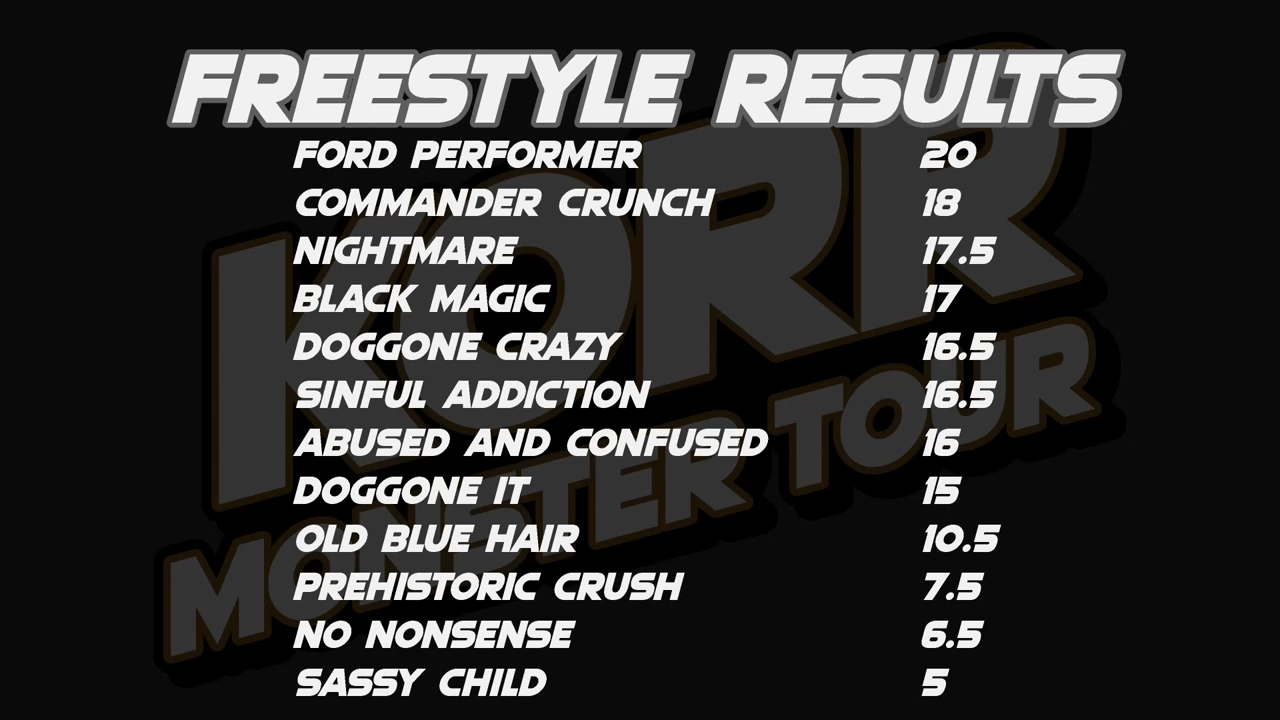 FREESTYLE RESULTS
FORD PERFORMER 20
COMMANDER CRUNCH 18
NIGHTMARE 17.5
BLACK MAGIC 17
DOGGONE CRAZY 16.5
SINFUL ADDICTION 16.5
ABUSED AND CONFUSED 16
DOGGONE IT 15
OLD BLUE HAIR 10.5
PREHISTORIC CRUSH 7.5
NO NONSENSE 6.5
SASSY CHILD 5
KORR
MONSTER TOUR